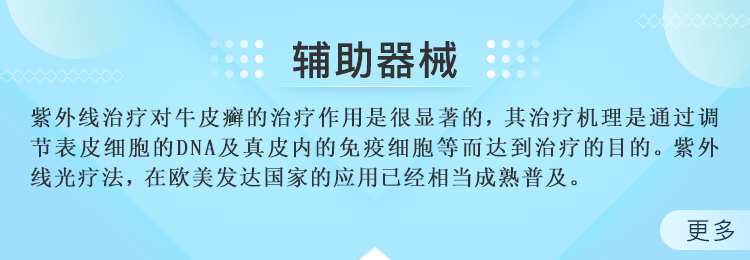 辅助器械
紫外线治疗对牛皮癣的治疗作用是很显著的，其治疗机理是通过调
节表皮细胞的DNA及真皮内的免疫细胞等而达到治疗的目的。紫外
线光疗法，在欧美发达国家的应用已经相当成熟普及。
更多